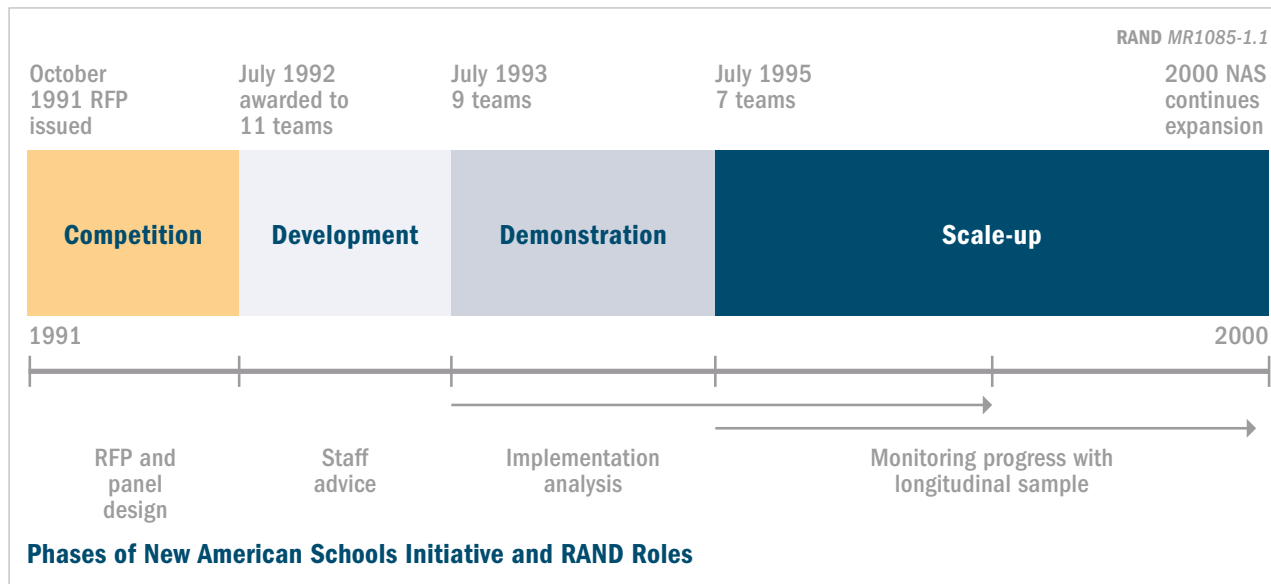 RAND MR1085-1.1
October
1991 RFP
issued
July 1992
awarded to
11 teams
July 1993
9 teams
July 1995
7 teams
2000 NAS
continues
expansion
Competition
Development
Demonstration
Scale-up
1991
2000
RFP and
panel
design
Staff
advice
Implementation
analysis
Monitoring progress with
longitudinal sample
Phases of New American Schools Initiative and RAND Roles